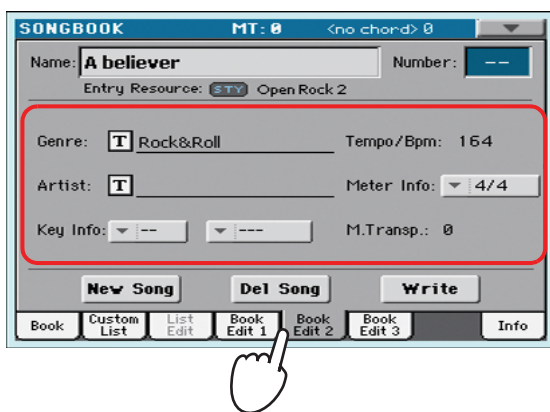 SONGBOOK MT: 0 <no chord> 0
Name: A believer Number: --
Entry Resource: STY Open Rock 2
Genre: T Rock&Roll Tempo/Bpm: 164
Artist: T Meter Info: 4/4
Key Info: -- --- M.Transp.: 0
New Song Del Song Write
Book Custom List List Edit Book Edit 1 Book Edit 2 Book Edit 3 Info